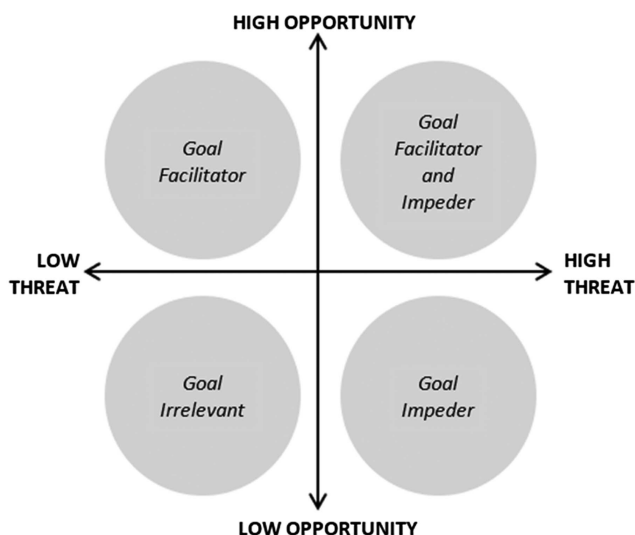 HIGH OPPORTUNITY
Goal
Facilitator
Goal
Facilitator
and
Impeder
LOW
THREAT
HIGH
THREAT
Goal
Irrelevant
Goal
Impeder
LOW OPPORTUNITY